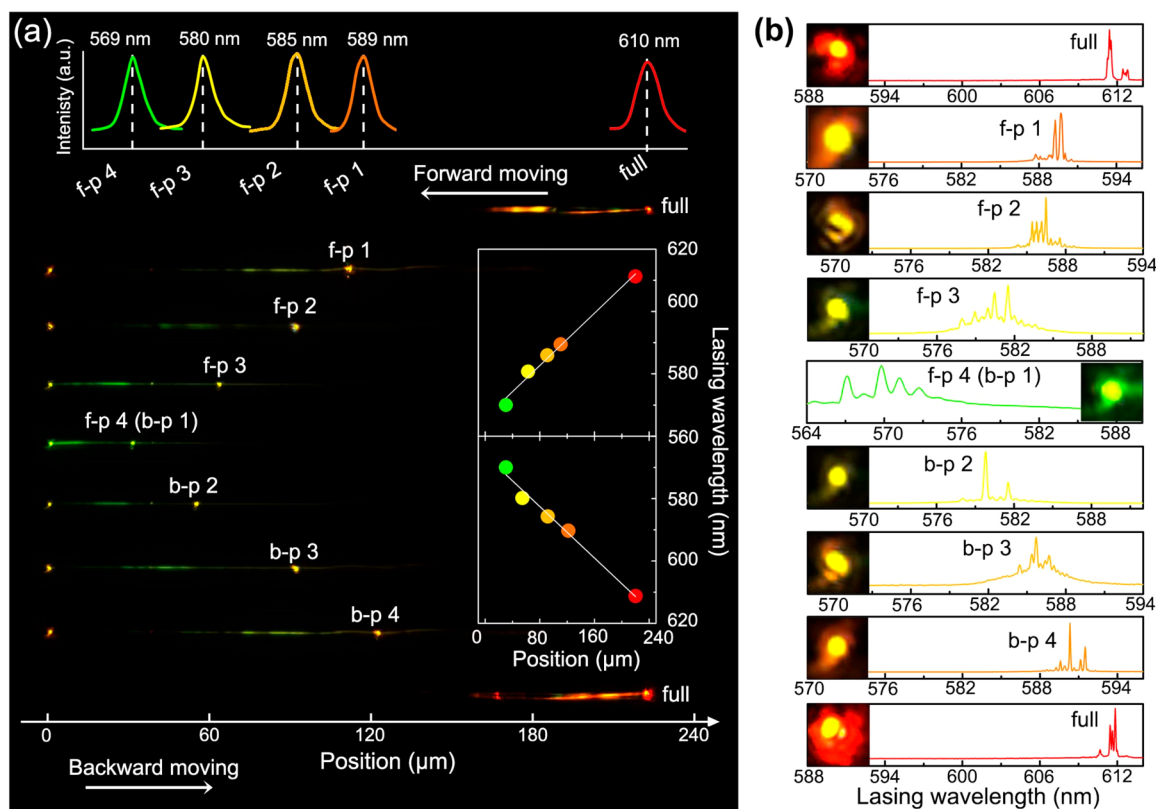 (a)
569 nm 580 nm 585 nm 589 nm 610 nm
Intenisty (a.u.)
f-p 4 f-p 3 f-p 2 f-p 1 full
Forward moving
full
f-p 1
f-p 2
f-p 3
f-p 4 (b-p 1)
b-p 2
b-p 3
b-p 4
full
620
600
580
560
580
600
620
Lasing wavelength (nm)
0 80 160 240
Position (µm)
0 60 120 180 240
Position (µm)
Backward moving
(b)
full
588 594 600 606 612
f-p 1
570 576 582 588 594
f-p 2
570 576 582 588 594
f-p 3
570 576 582 588 592
f-p 4 (b-p 1)
564 570 576 582 588
b-p 2
570 576 582 588 592
b-p 3
570 576 582 588 594
b-p 4
570 576 582 588 594
full
588 594 600 606 612
Lasing wavelength (nm)